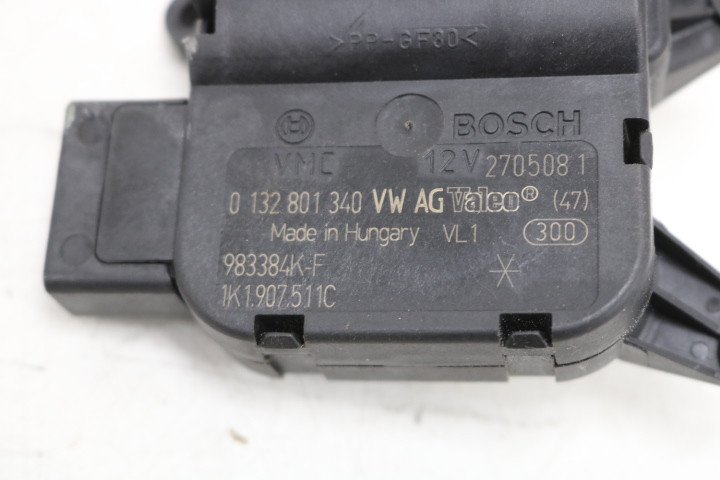 >PP-GF30<
BOSCH
VMC 12V 270508 1
0 132 801 340 VW AG Valeo® (47)
Made in Hungary VL1 300
983384K-F
1K1.907.511C